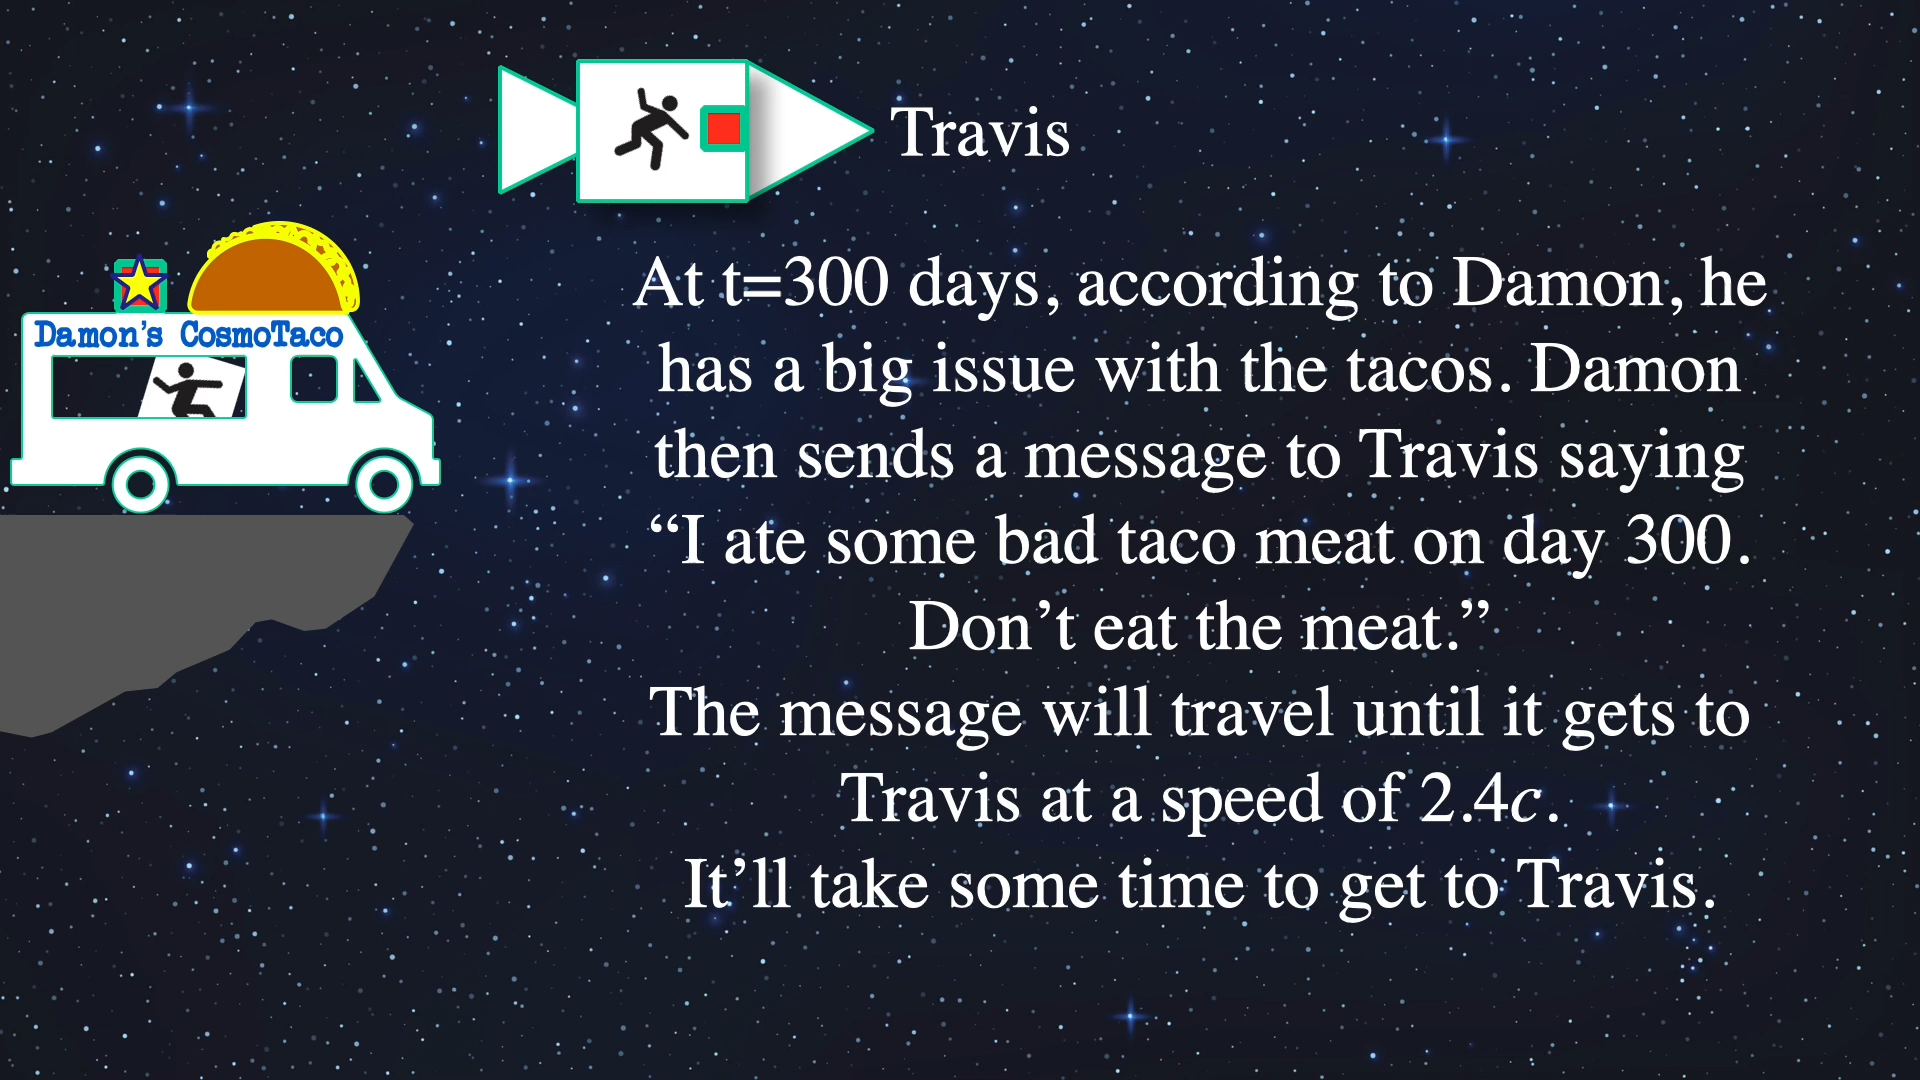 Travis
Damon's CosmoTaco
At t=300 days, according to Damon, he
has a big issue with the tacos. Damon
then sends a message to Travis saying
“I ate some bad taco meat on day 300.
Don’t eat the meat.”
The message will travel until it gets to
Travis at a speed of 2.4c.
It’ll take some time to get to Travis.